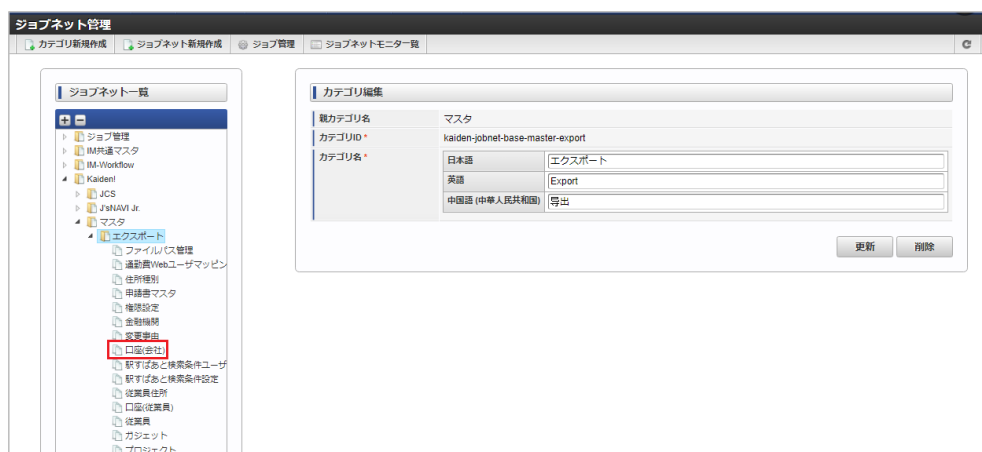 ジョブネット管理
カテゴリ新規作成 ジョブネット新規作成 ジョブ管理 ジョブネットモニター覧
ジョブネット一覧
ジョブ管理
IM共通マスタ
IM-Workflow
Kaiden!
JCS
J'sNAVI Jr.
マスタ
エクスポート
ファイルパス管理
通勤費Webユーザマッピン
住所種別
申請書マスタ
権限設定
金融機関
変更事由
口座(会社)
駅すぱあと検索条件ユーザ
駅すぱあと検索条件設定
従業員住所
口座(従業員)
従業員
ガジェット
プロジェクト
カテゴリ編集
親カテゴリ名 マスタ
カテゴリID * kaiden-jobnet-base-master-export
カテゴリ名 * 日本語 エクスポート
英語 Export
中国語 (中華人民共和国) 导出
更新 削除